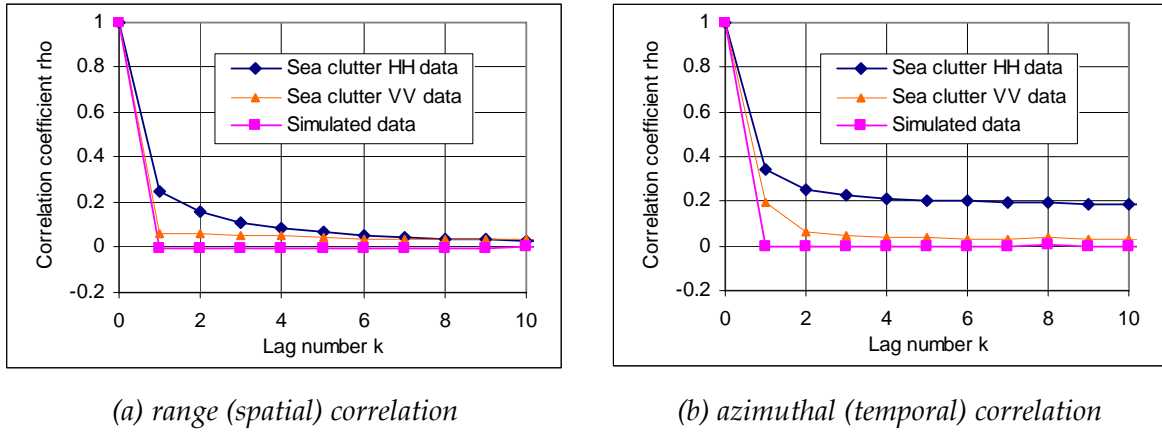 1
0.8
0.6
0.4
0.2
0
-0.2
Correlation coefficient rho
Sea clutter HH data
Sea clutter VV data
Simulated data
0 2 4 6 8 10
Lag number k
(a) range (spatial) correlation
1
0.8
0.6
0.4
0.2
0
-0.2
Correlation coefficient rho
Sea clutter HH data
Sea clutter VV data
Simulated data
0 2 4 6 8 10
Lag number k
(b) azimuthal (temporal) correlation